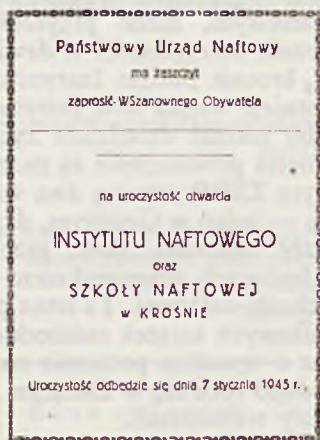 Państwowy Urząd Naftowy
ma zaszczyt
zaprosić WSzanownego Obywatela
na uroczystość otwarcia
INSTYTUTU NAFTOWEGO
oraz
SZKOŁY NAFTOWEJ
w KROŚNIE
Uroczystość odbędzie się dnia 7 stycznia 1945 r.